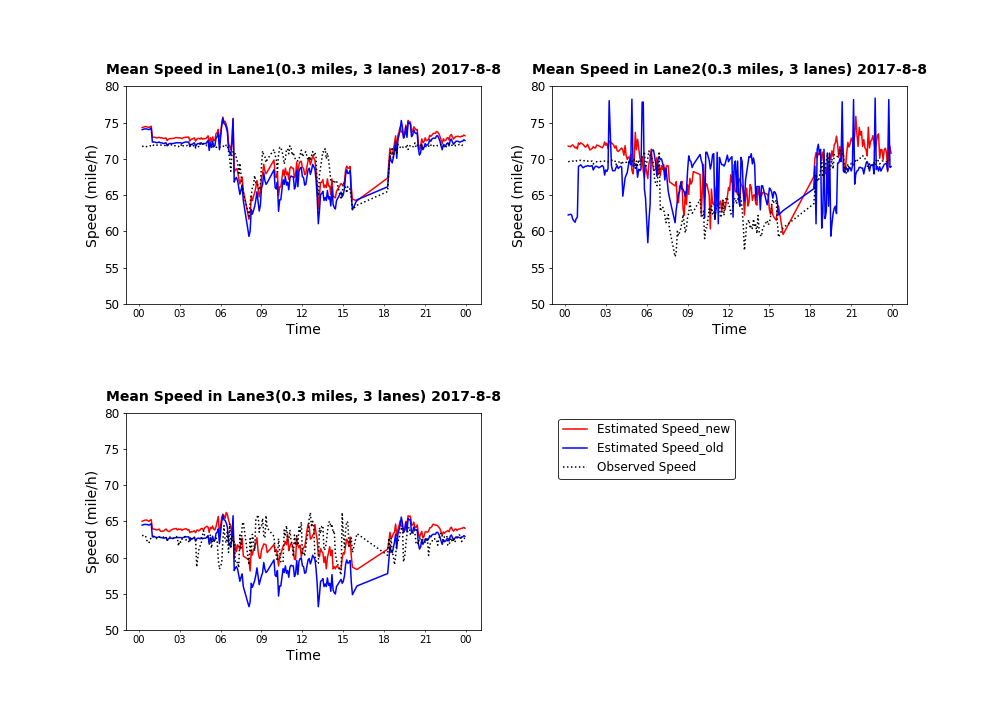 Mean Speed in Lane1(0.3 miles, 3 lanes) 2017-8-8
80
75
70
65
60
55
50
Speed (mile/h)
00 03 06 09 12 15 18 21 00
Time
Mean Speed in Lane2(0.3 miles, 3 lanes) 2017-8-8
80
75
70
65
60
55
50
Speed (mile/h)
00 03 06 09 12 15 18 21 00
Time
Mean Speed in Lane3(0.3 miles, 3 lanes) 2017-8-8
80
75
70
65
60
55
50
Speed (mile/h)
00 03 06 09 12 15 18 21 00
Time
Estimated Speed_new
Estimated Speed_old
Observed Speed